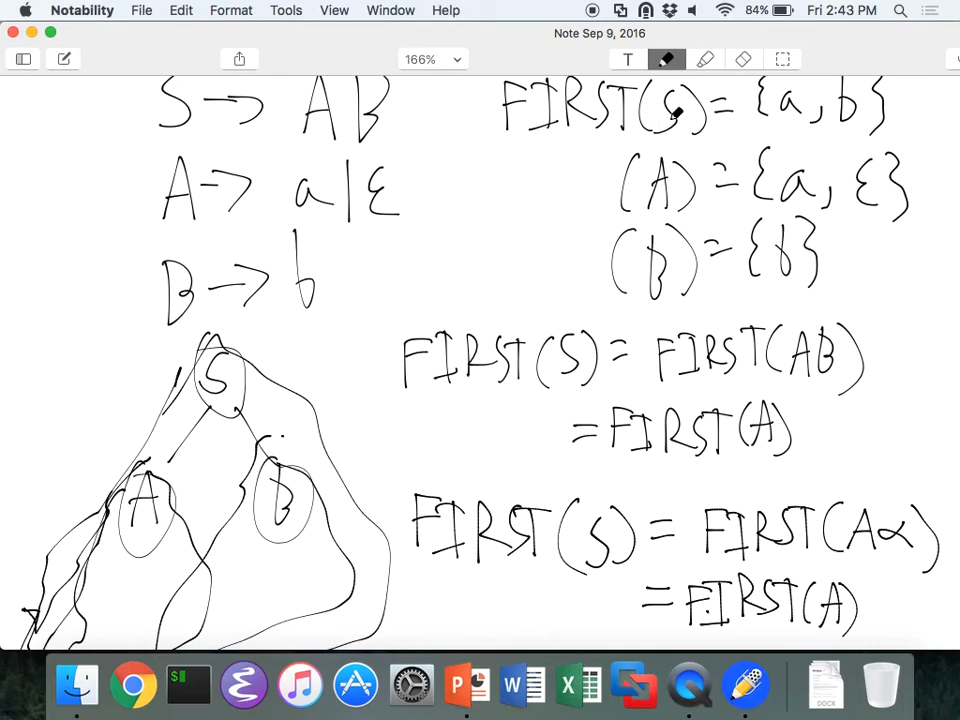 Notability File Edit Format Tools View Window Help 84% Fri 2:43 PM
Note Sep 9, 2016
166% T
S → AB FIRST(S) = {a, b}
A → a|ε (A) = {a, ε}
B → b (B) = {b}
FIRST(S) = FIRST(AB)
= FIRST(A)
S
A B
FIRST(S) = FIRST(Aα)
= FIRST(A)
$
P W X
DOCX